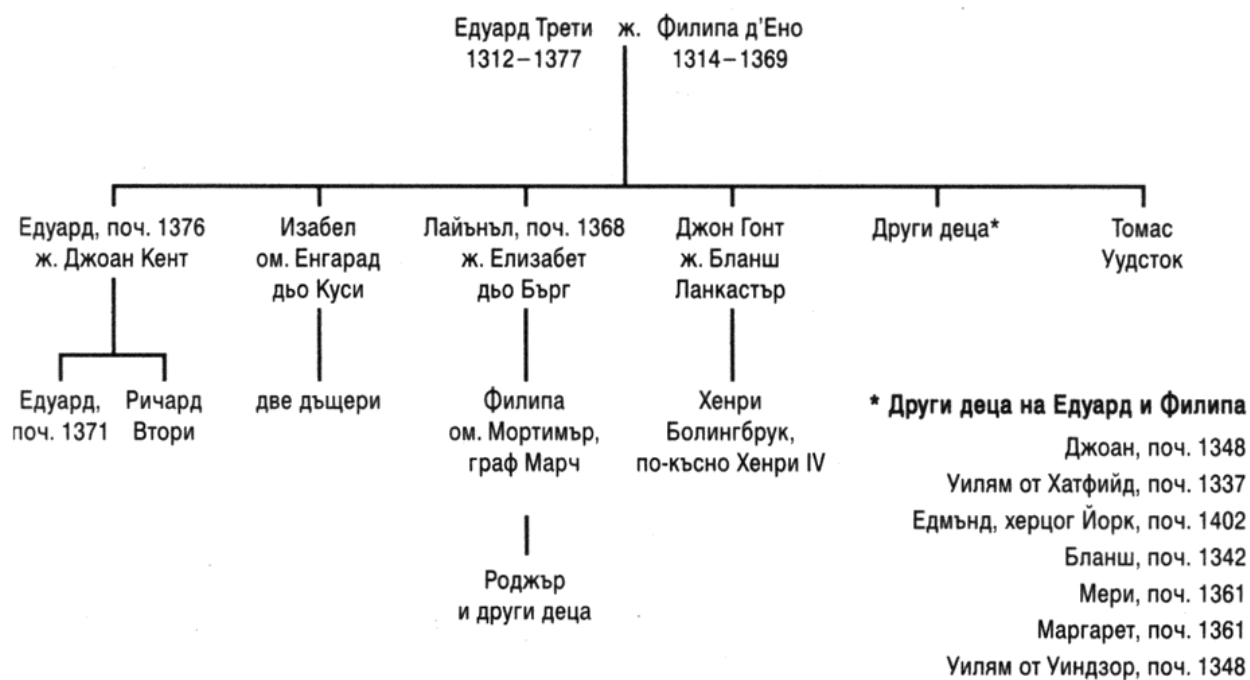 Едуард Трети ж. Филипа д'Ено
1312–1377 1314–1369
Едуард, поч. 1376
ж. Джоан Кент
Изабел
ом. Енгарад
дьо Куси
Лайънъл, поч. 1368
ж. Елизабет
дьо Бърг
Джон Гонт
ж. Бланш
Ланкастър
Други деца*
Томас
Уудсток
Едуард,
поч. 1371
Ричард
Втори
две дъщери
Филипа
ом. Мортимър,
граф Марч
Хенри
Болингбрук,
по-късно Хенри IV
Роджър
и други деца
* Други деца на Едуард и Филипа
Джоан, поч. 1348
Уилям от Хатфийд, поч. 1337
Едмънд, херцог Йорк, поч. 1402
Бланш, поч. 1342
Мери, поч. 1361
Маргарет, поч. 1361
Уилям от Уиндзор, поч. 1348